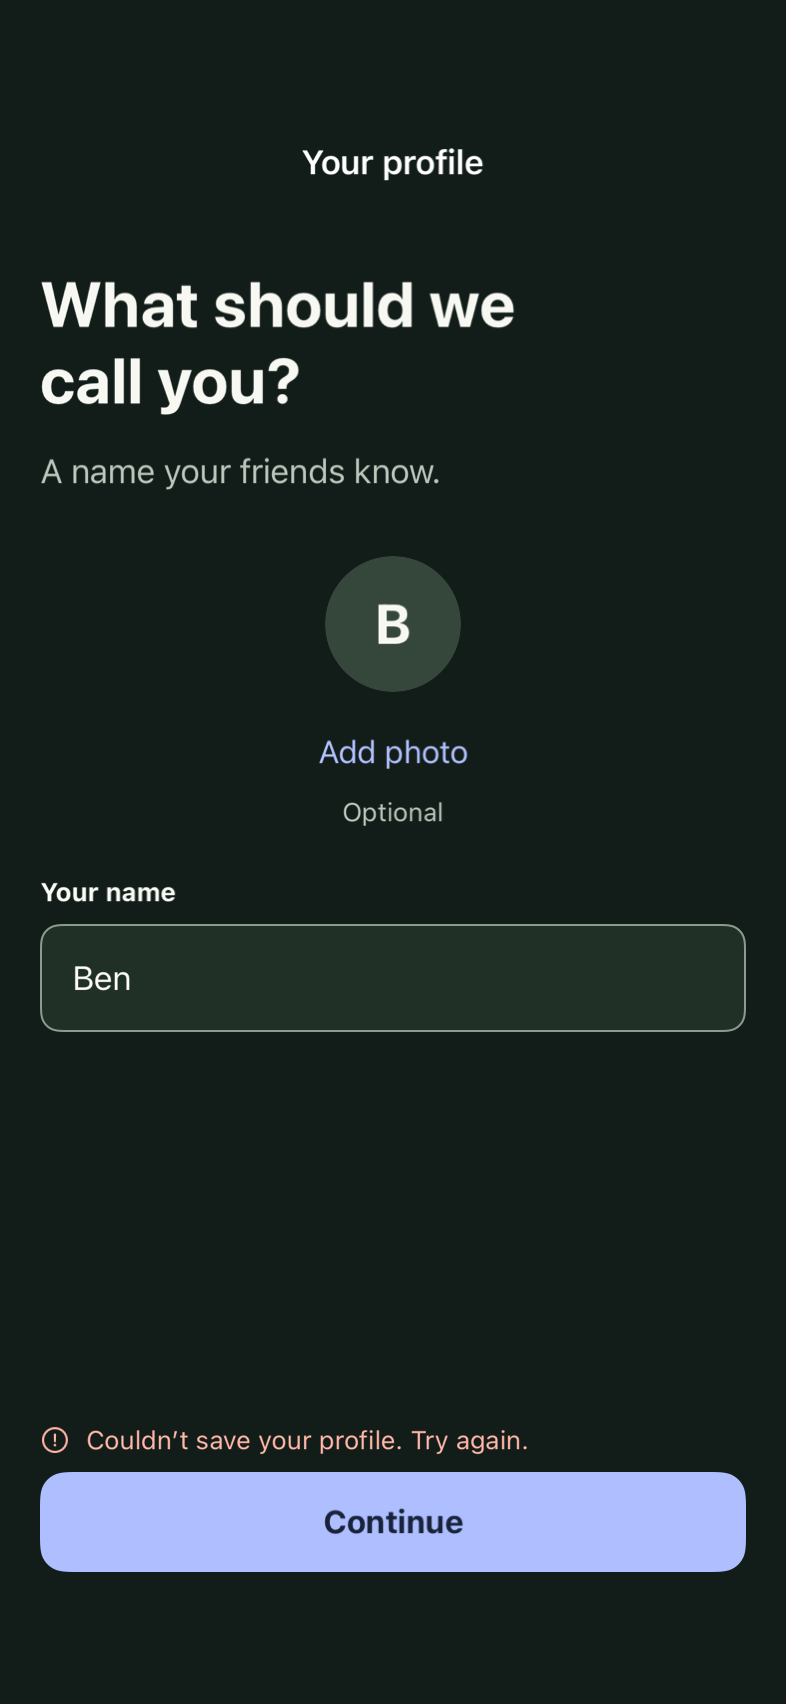 Your profile
What should we
call you?
A name your friends know.
B
Add photo
Optional
Your name
Ben
Couldn’t save your profile. Try again.
Continue